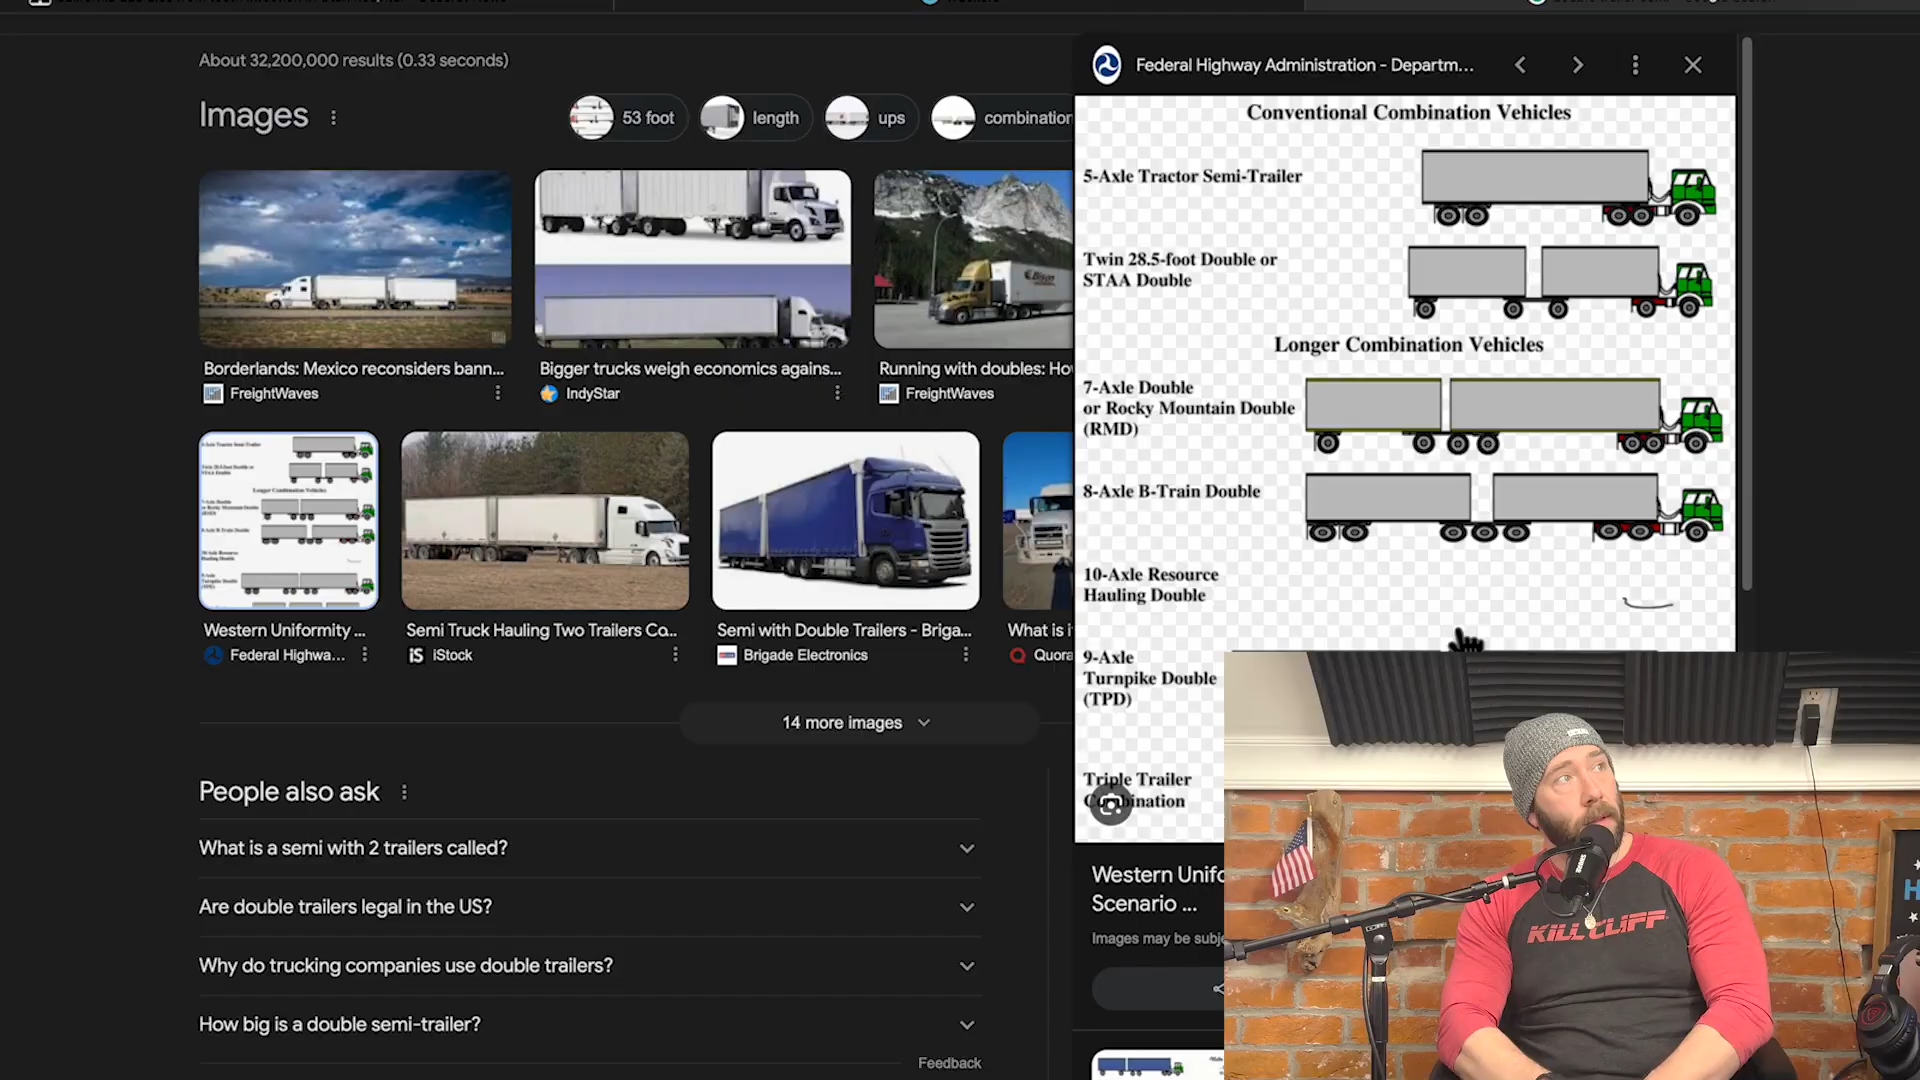 About 32,200,000 results (0.33 seconds)
Images
53 foot
length
ups
combination
Borderlands: Mexico reconsiders bann...
FreightWaves
Bigger trucks weigh economics agains...
IndyStar
Running with doubles: Ho
FreightWaves
Western Uniformity ...
Federal Highwa...
Semi Truck Hauling Two Trailers Ca...
iStock
Semi with Double Trailers - Briga...
Brigade Electronics
What is i
Quora
14 more images
People also ask
What is a semi with 2 trailers called?
Are double trailers legal in the US?
Why do trucking companies use double trailers?
How big is a double semi-trailer?
Feedback
Federal Highway Administration - Departm...
Conventional Combination Vehicles
5-Axle Tractor Semi-Trailer
Twin 28.5-foot Double or
STAA Double
Longer Combination Vehicles
7-Axle Double
or Rocky Mountain Double
(RMD)
8-Axle B-Train Double
10-Axle Resource
Hauling Double
9-Axle
Turnpike Double
(TPD)
Triple Trailer
Combination
Western Unifo
Scenario ...
Images may be subje
KILL CLIFF